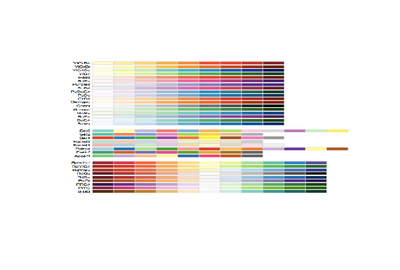 YlOrRd
YlOrBr
YlGnBu
YlGn
Reds
RdPu
Purples
PuRd
PuBuGn
PuBu
OrRd
Oranges
Greys
Greens
GnBu
BuPu
BuGn
Blues
Set3
Set2
Set1
Pastel2
Pastel1
Paired
Dark2
Accent
Spectral
RdYlGn
RdYlBu
RdGy
RdBu
PuOr
PRGn
PiYG
BrBG